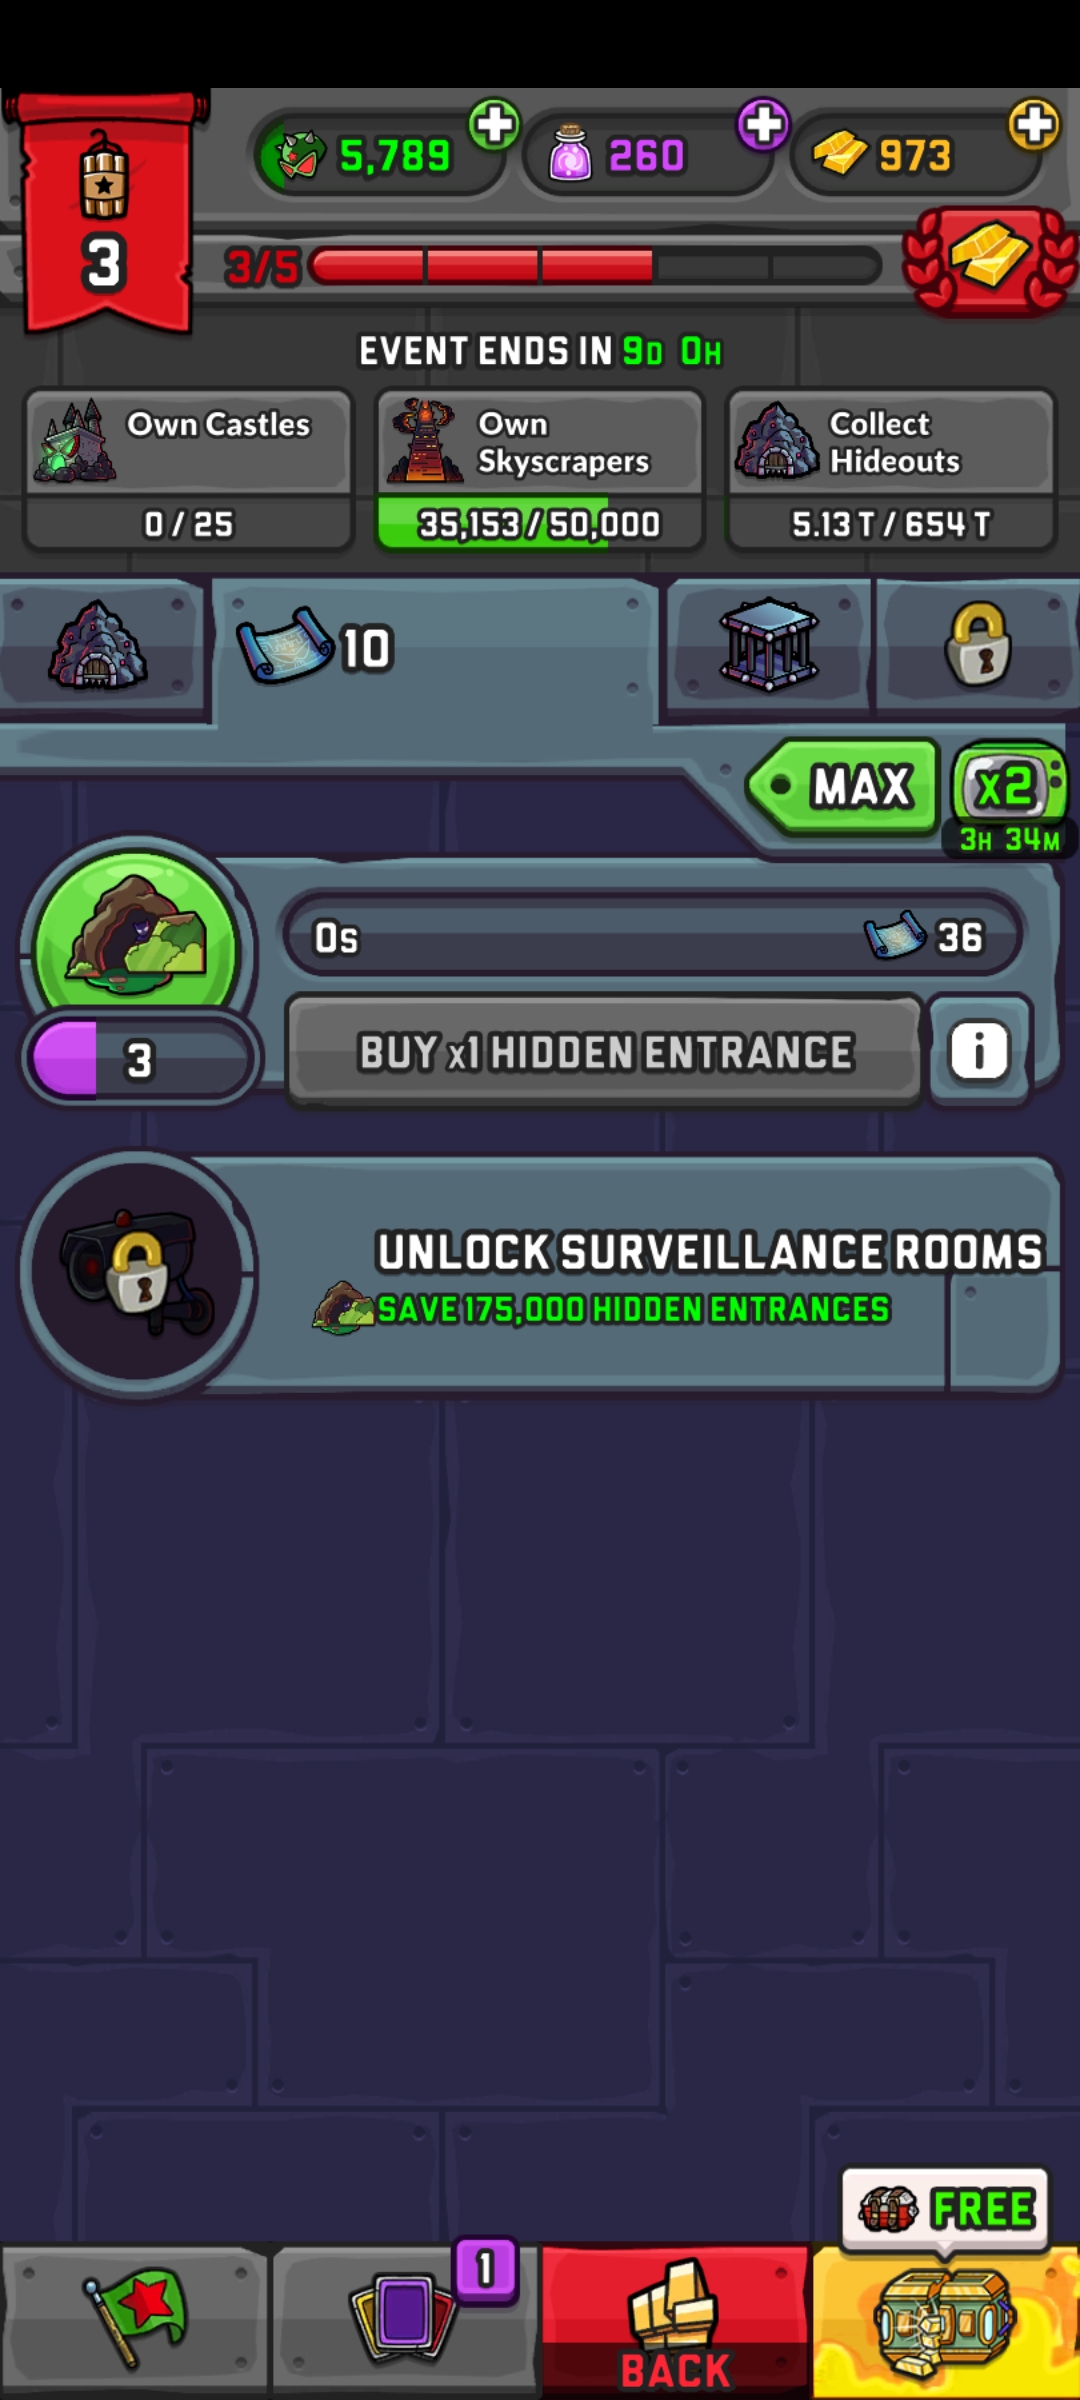 5,789
260
973
3
3/5
EVENT ENDS IN 9D 0H
Own Castles
0 / 25
Own
Skyscrapers
35,153 / 50,000
Collect
Hideouts
5.13 T / 654 T
10
MAX
x2
3H 34M
0s
36
3
BUY x1 HIDDEN ENTRANCE
i
UNLOCK SURVEILLANCE ROOMS
SAVE 175,000 HIDDEN ENTRANCES
FREE
1
BACK